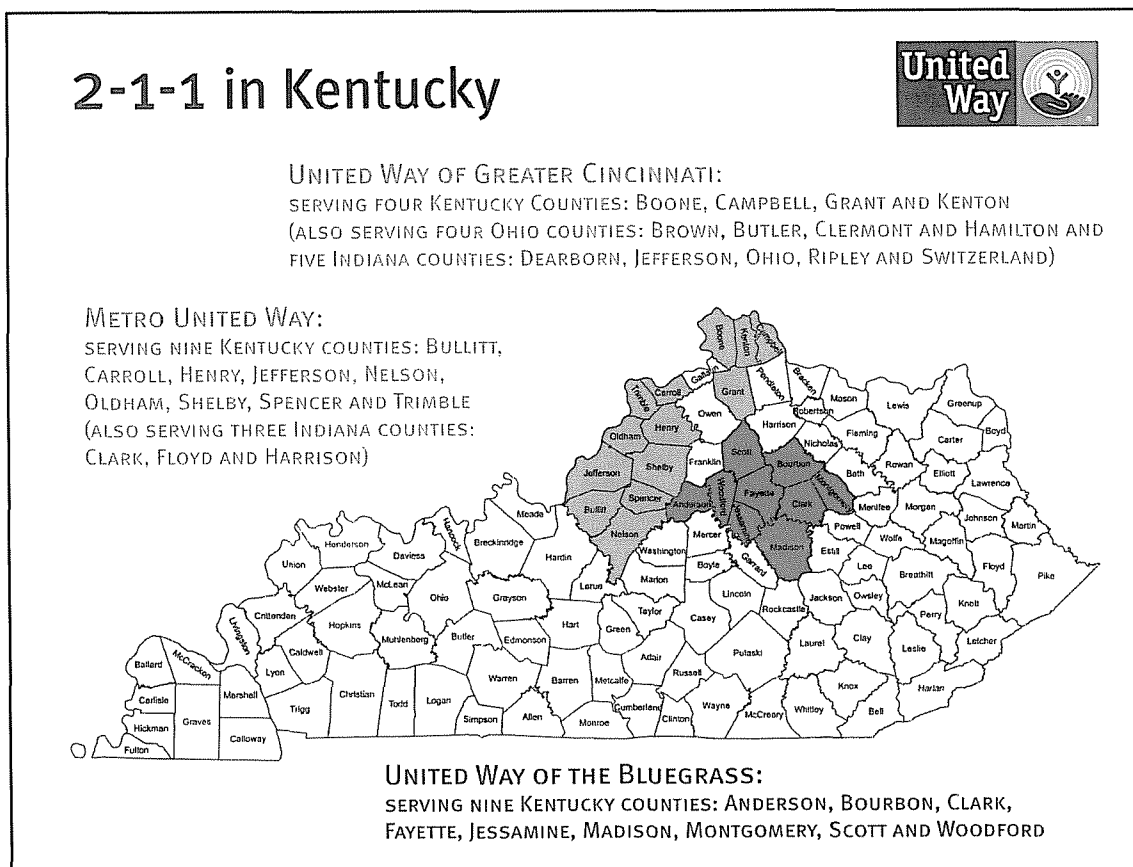 2-1-1 in Kentucky
United
Way
UNITED WAY OF GREATER CINCINNATI:
SERVING FOUR KENTUCKY COUNTIES: BOONE, CAMPBELL, GRANT AND KENTON
(ALSO SERVING FOUR OHIO COUNTIES: BROWN, BUTLER, CLERMONT AND HAMILTON AND
FIVE INDIANA COUNTIES: DEARBORN, JEFFERSON, OHIO, RIPLEY AND SWITZERLAND)
METRO UNITED WAY:
SERVING NINE KENTUCKY COUNTIES: BULLITT,
CARROLL, HENRY, JEFFERSON, NELSON,
OLDHAM, SHELBY, SPENCER AND TRIMBLE
(ALSO SERVING THREE INDIANA COUNTIES:
CLARK, FLOYD AND HARRISON)
Boone
Kenton
Campbell
Gallatin
Grant
Pendleton
Bracken
Mason
Robertson
Lewis
Greenup
Trimble
Carroll
Owen
Harrison
Nicholas
Fleming
Carter
Boyd
Oldham
Henry
Scott
Bourbon
Bath
Rowan
Elliott
Lawrence
Jefferson
Shelby
Franklin
Woodford
Fayette
Clark
Montgomery
Menifee
Morgan
Johnson
Martin
Bullitt
Spencer
Anderson
Jessamine
Madison
Powell
Wolfe
Magoffin
Floyd
Pike
Nelson
Washington
Mercer
Garrard
Estill
Lee
Breathitt
Meade
Breckinridge
Hardin
Larue
Marion
Boyle
Lincoln
Rockcastle
Jackson
Owsley
Perry
Knott
Letcher
Hancock
Daviess
Henderson
Union
Webster
McLean
Ohio
Grayson
Hart
Green
Taylor
Casey
Pulaski
Laurel
Clay
Leslie
Harlan
Crittenden
Livingston
Hopkins
Muhlenberg
Butler
Edmonson
Adair
Russell
Knox
Bell
Caldwell
Lyon
Warren
Barren
Metcalfe
Wayne
McCreary
Whitley
Ballard
McCracken
Marshall
Trigg
Christian
Todd
Logan
Simpson
Allen
Monroe
Cumberland
Clinton
Carlisle
Hickman
Graves
Calloway
Fulton
UNITED WAY OF THE BLUEGRASS:
SERVING NINE KENTUCKY COUNTIES: ANDERSON, BOURBON, CLARK,
FAYETTE, JESSAMINE, MADISON, MONTGOMERY, SCOTT AND WOODFORD